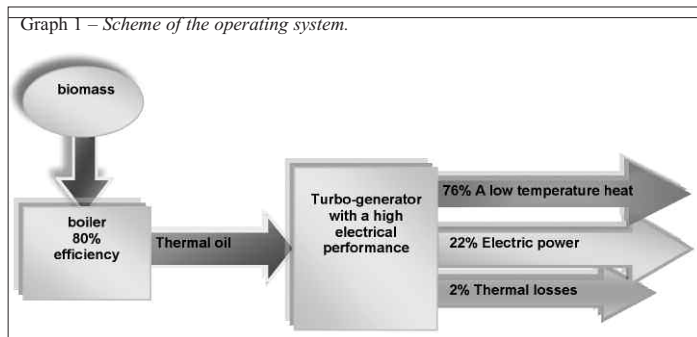 Graph 1 – Scheme of the operating system.
biomass
boiler
80%
efficiency
Thermal oil
Turbo-generator
with a high
electrical
performance
76% A low temperature heat
22% Electric power
2% Thermal losses